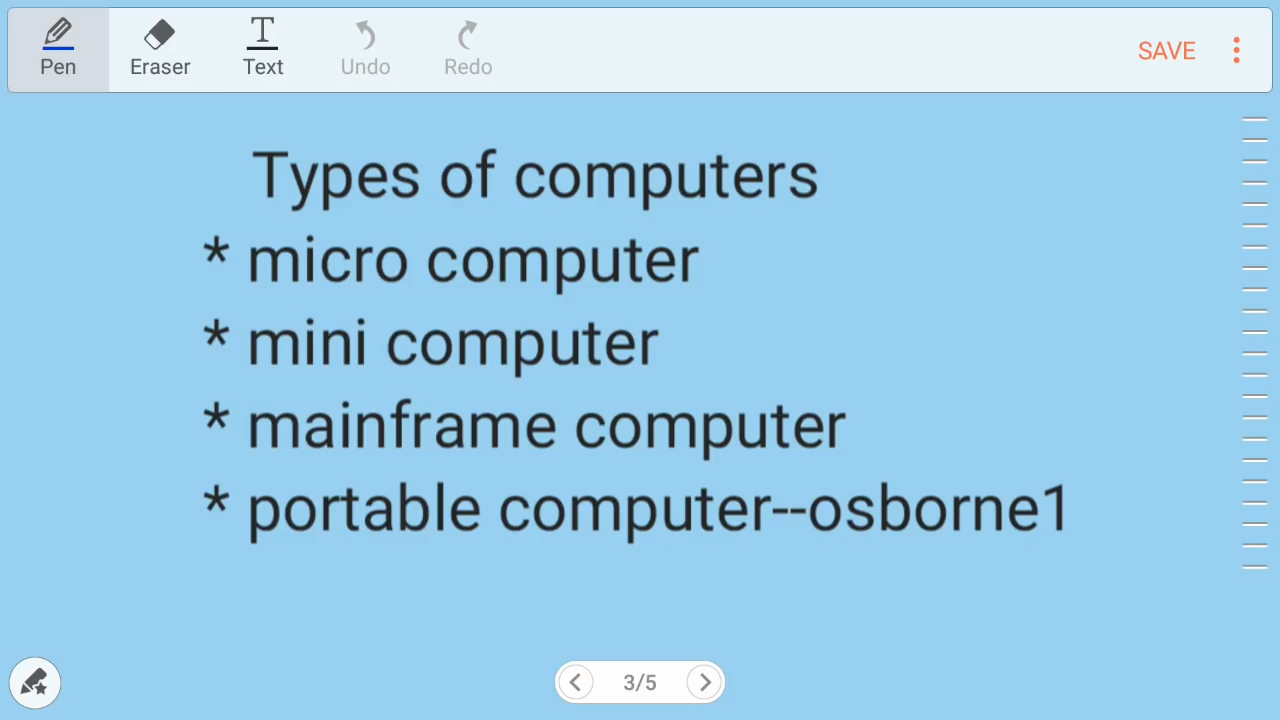 Pen Eraser Text Undo Redo SAVE
Types of computers
* micro computer
* mini computer
* mainframe computer
* portable computer--osborne1
3/5